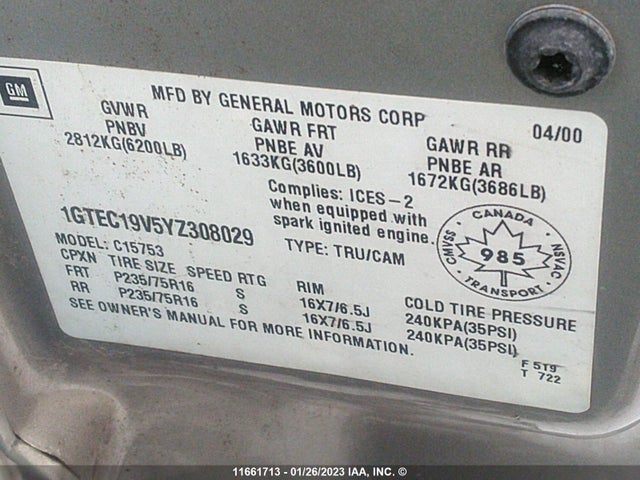 GM
MFD BY GENERAL MOTORS CORP 04/00
GVWR GAWR FRT GAWR RR
PNBV PNBE AV PNBE AR
2812KG(6200LB) 1633KG(3600LB) 1672KG(3686LB)
Complies: ICES-2
when equipped with
spark ignited engine.
1GTEC19V5YZ308029
TYPE: TRU/CAM
MODEL: C15753
CANADA
CMVSS 985 NSVAC
TRANSPORT
CPXN TIRE SIZE SPEED RTG RIM COLD TIRE PRESSURE
FRT P235/75R16 S 16X7/6.5J 240KPA(35PSI)
RR P235/75R16 S 16X7/6.5J 240KPA(35PSI)
SEE OWNER'S MANUAL FOR MORE INFORMATION.
F 5T9
T 722
11661713 - 01/26/2023 IAA, INC. ©